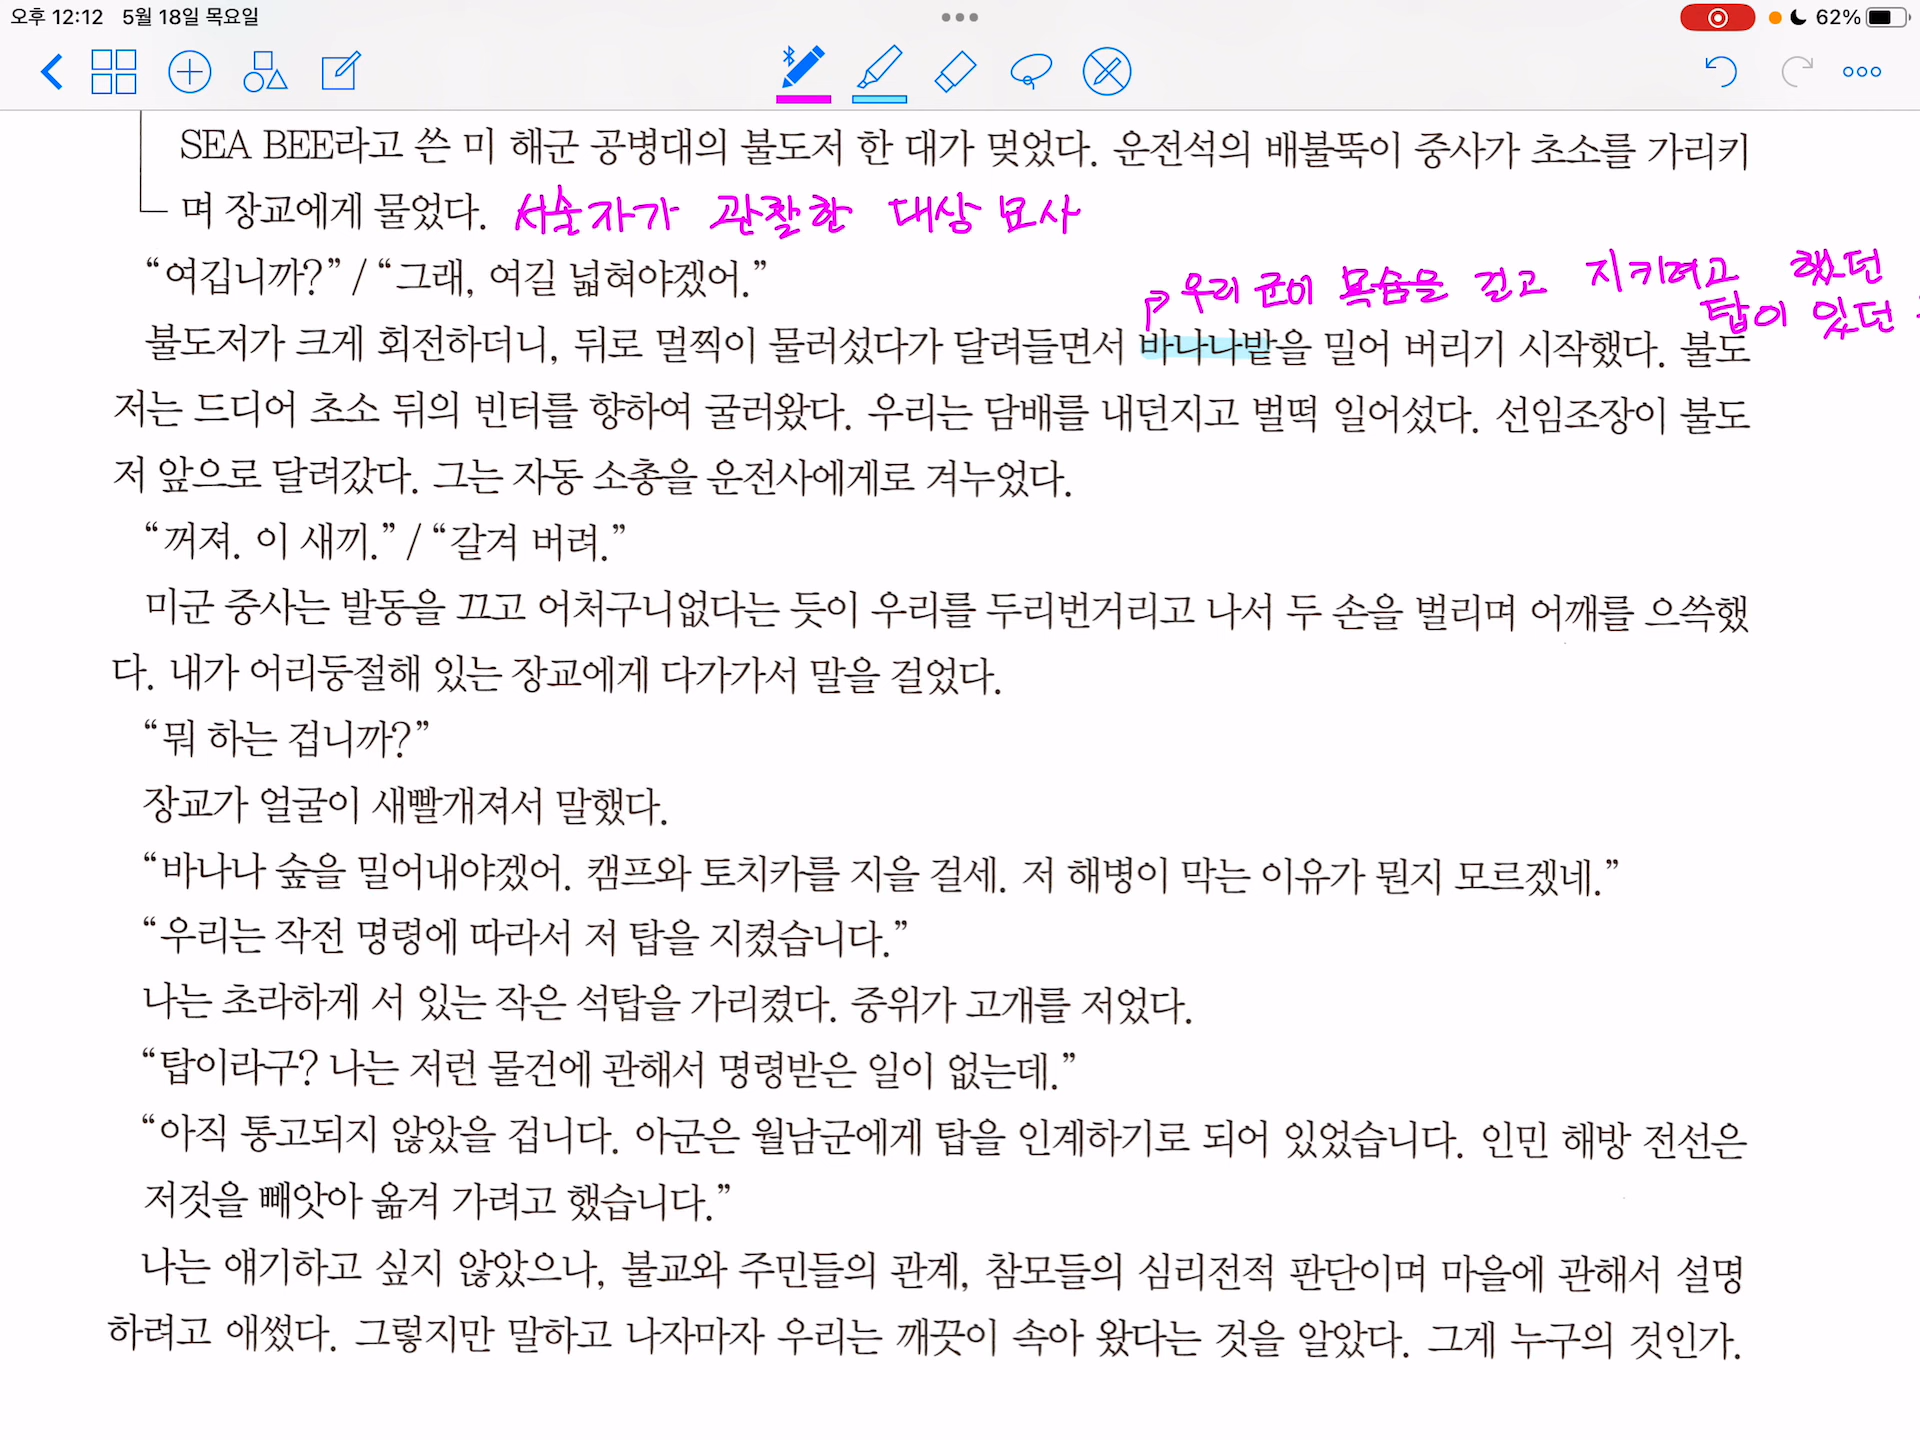 오후 12:12 5월 18일 목요일
62%
SEA BEE라고 쓴 미 해군 공병대의 불도저 한 대가 멎었다. 운전석의 배불뚝이 중사가 초소를 가리키
며 장교에게 물었다. 서술자가 관찰한 대상 묘사
“여깁니까?” / “그래, 여길 넓혀야겠어.”
우리 군이 목숨을 걸고 지키려고 했던
탑이 있던
불도저가 크게 회전하더니, 뒤로 멀찍이 물러섰다가 달려들면서 바나나밭을 밀어 버리기 시작했다. 불도
저는 드디어 초소 뒤의 빈터를 향하여 굴러왔다. 우리는 담배를 내던지고 벌떡 일어섰다. 선임조장이 불도
저 앞으로 달려갔다. 그는 자동 소총을 운전사에게로 겨누었다.
“꺼져. 이 새끼.” / “갈겨 버려.”
미군 중사는 발동을 끄고 어처구니없다는 듯이 우리를 두리번거리고 나서 두 손을 벌리며 어깨를 으쓱했
다. 내가 어리둥절해 있는 장교에게 다가가서 말을 걸었다.
“뭐 하는 겁니까?”
장교가 얼굴이 새빨개져서 말했다.
“바나나 숲을 밀어내야겠어. 캠프와 토치카를 지을 걸세. 저 해병이 막는 이유가 뭔지 모르겠네.”
“우리는 작전 명령에 따라서 저 탑을 지켰습니다.”
나는 초라하게 서 있는 작은 석탑을 가리켰다. 중위가 고개를 저었다.
“탑이라구? 나는 저런 물건에 관해서 명령받은 일이 없는데.”
“아직 통고되지 않았을 겁니다. 아군은 월남군에게 탑을 인계하기로 되어 있었습니다. 인민 해방 전선은
저것을 빼앗아 옮겨 가려고 했습니다.”
나는 얘기하고 싶지 않았으나, 불교와 주민들의 관계, 참모들의 심리전적 판단이며 마을에 관해서 설명
하려고 애썼다. 그렇지만 말하고 나자마자 우리는 깨끗이 속아 왔다는 것을 알았다. 그게 누구의 것인가.